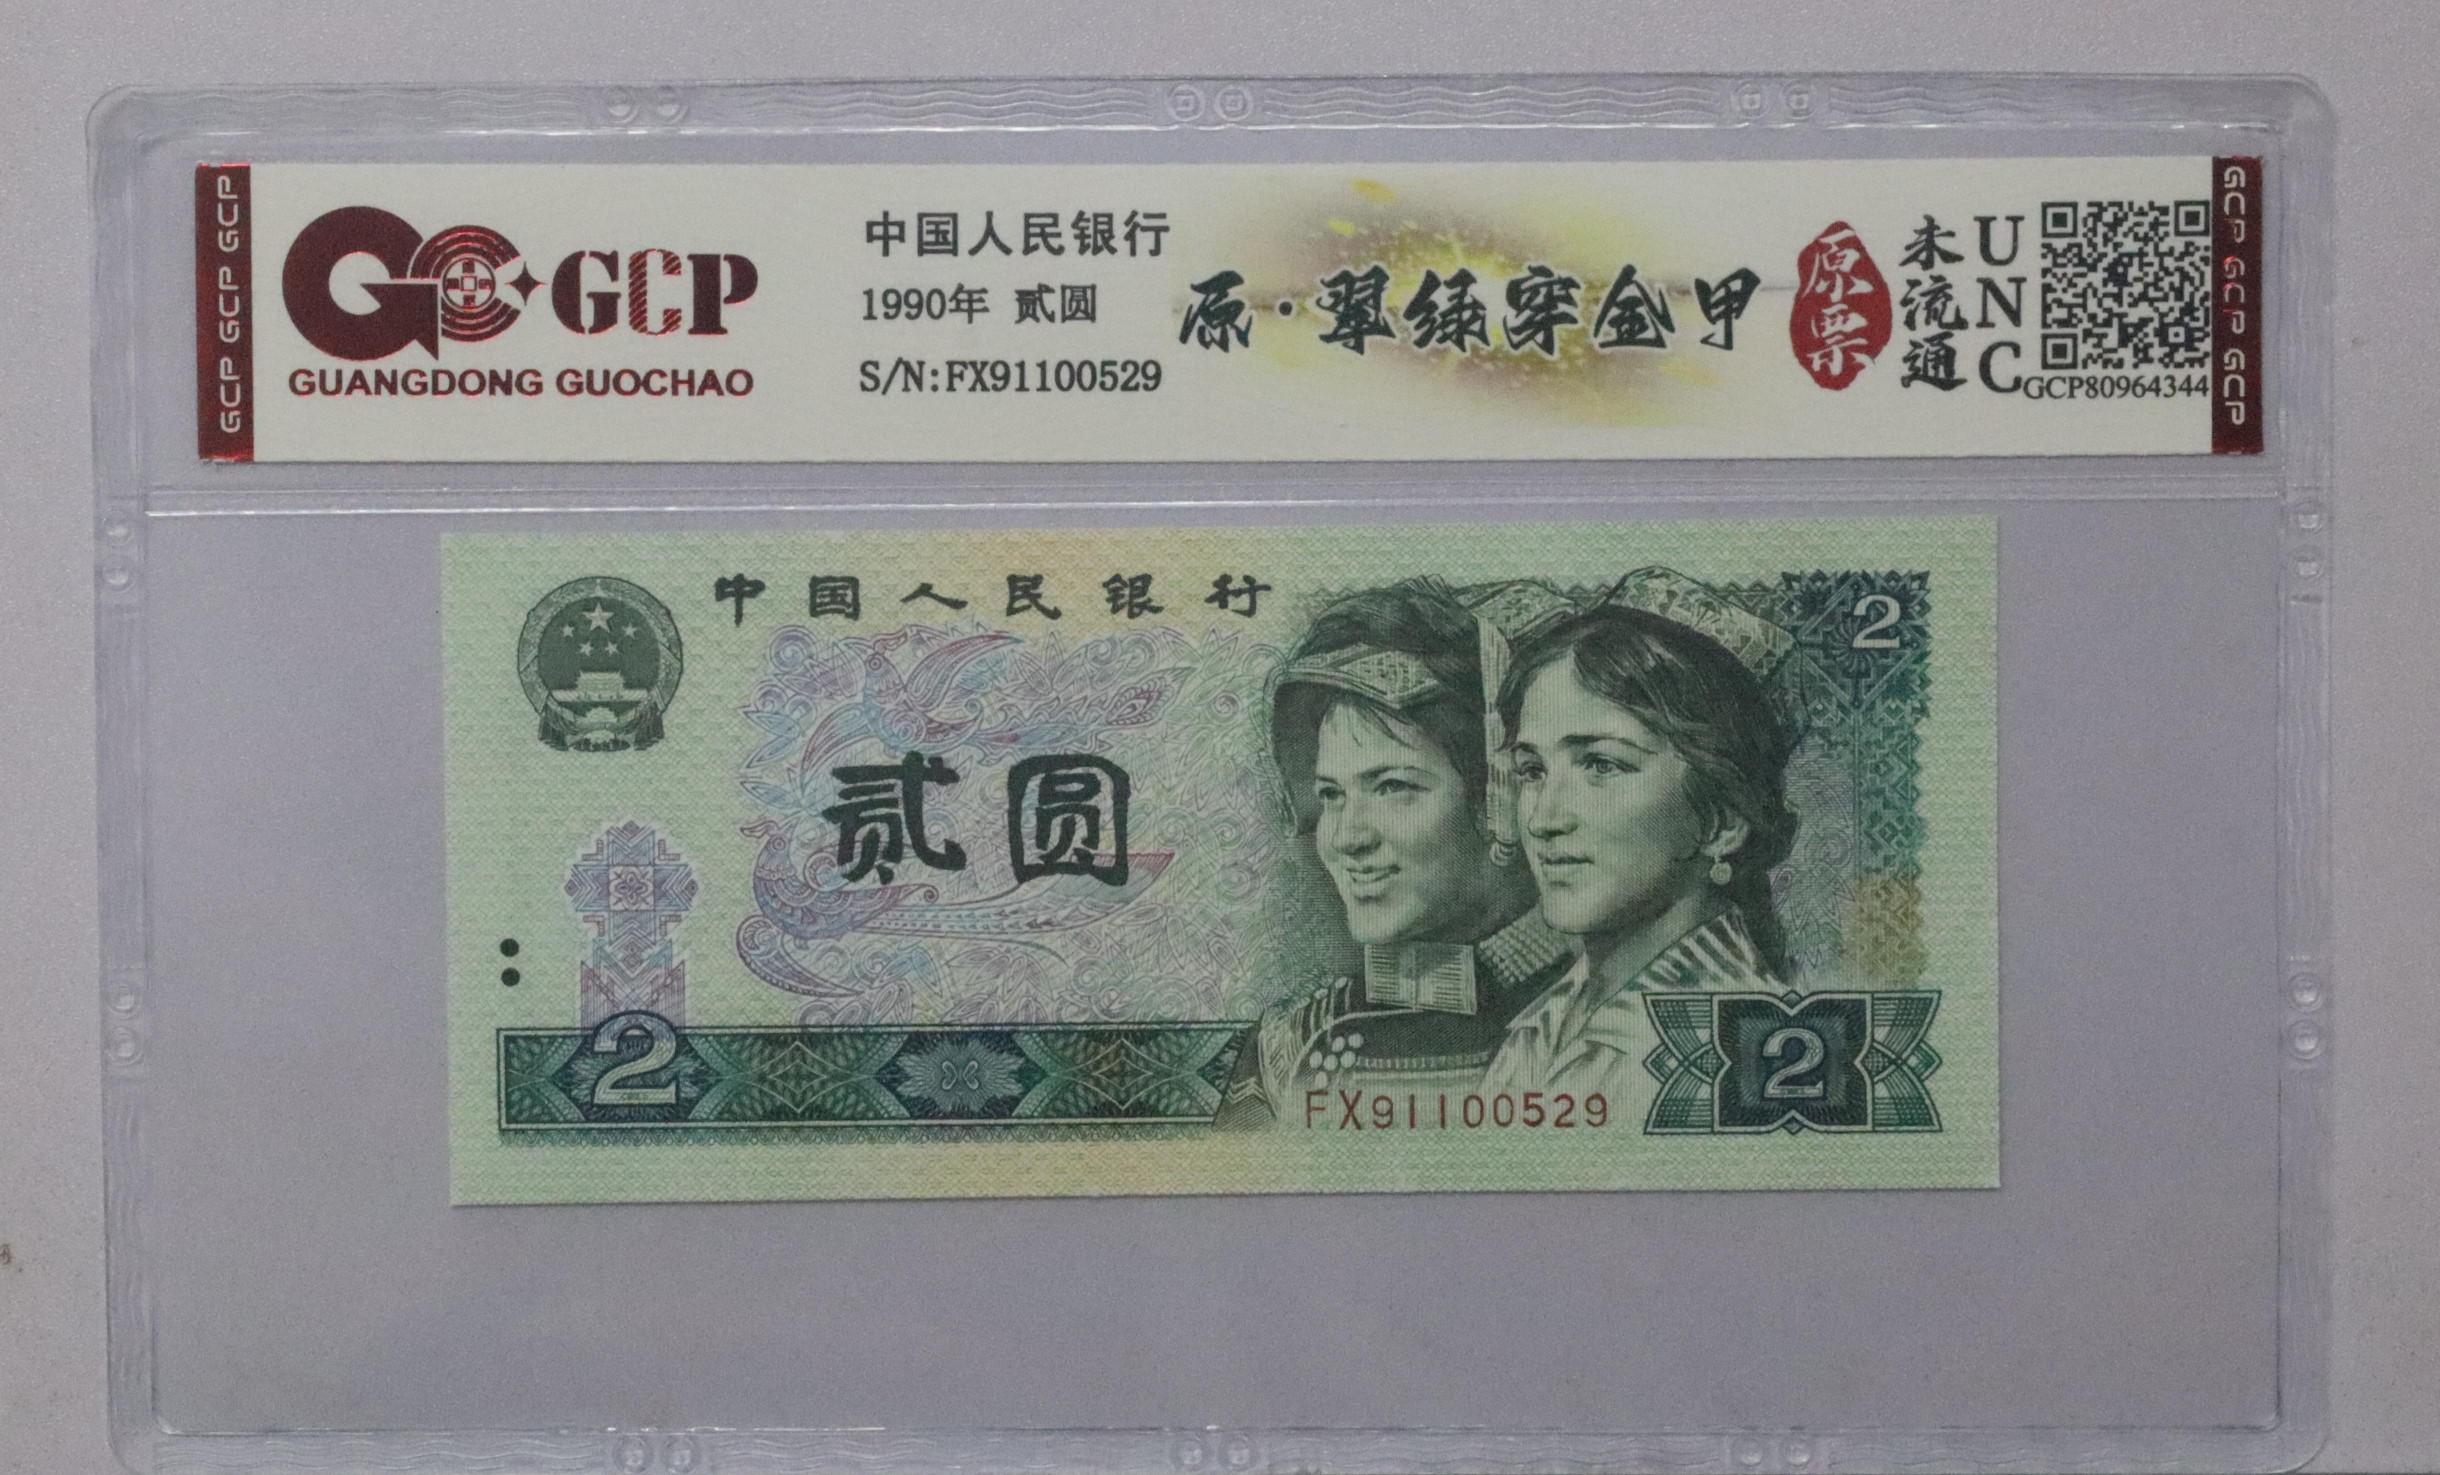 GCP GCP GCP
GCP
GUANGDONG GUOCHAO
中国人民银行
1990年 贰圆
S/N:FX91100529
原·翠绿穿金甲
原票
未流通
UNC
GCP80964344
GCP GCP GCP
中国人民银行
2
贰圆
2
FX91100529
2